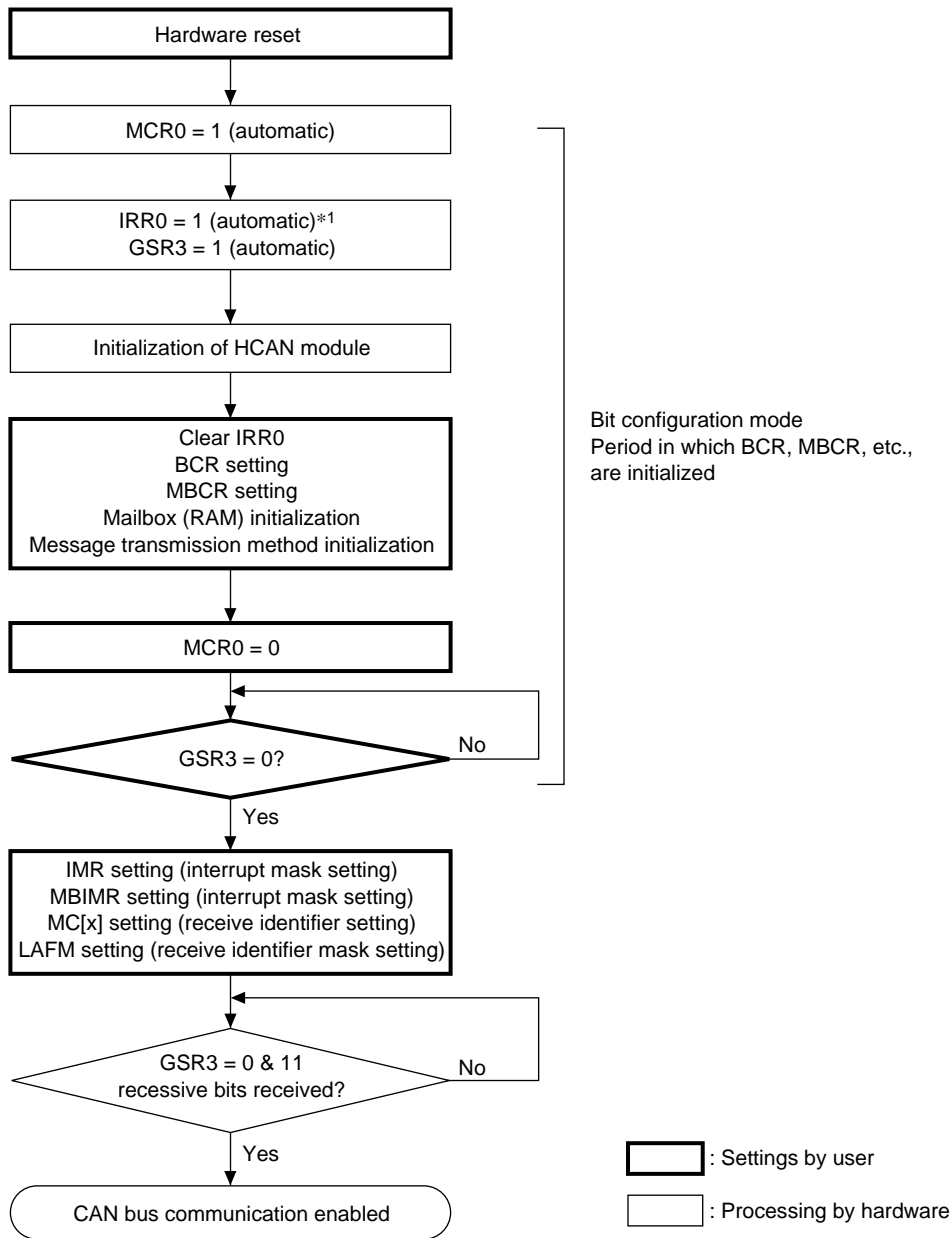 Hardware reset
MCR0 = 1 (automatic)
IRR0 = 1 (automatic)*1
GSR3 = 1 (automatic)
Initialization of HCAN module
Clear IRR0
BCR setting
MBCR setting
Mailbox (RAM) initialization
Message transmission method initialization
Bit configuration mode
Period in which BCR, MBCR, etc.,
are initialized
MCR0 = 0
GSR3 = 0?
No
Yes
IMR setting (interrupt mask setting)
MBIMR setting (interrupt mask setting)
MC[x] setting (receive identifier setting)
LAFM setting (receive identifier mask setting)
GSR3 = 0 & 11
recessive bits received?
No
Yes
CAN bus communication enabled
: Settings by user
: Processing by hardware